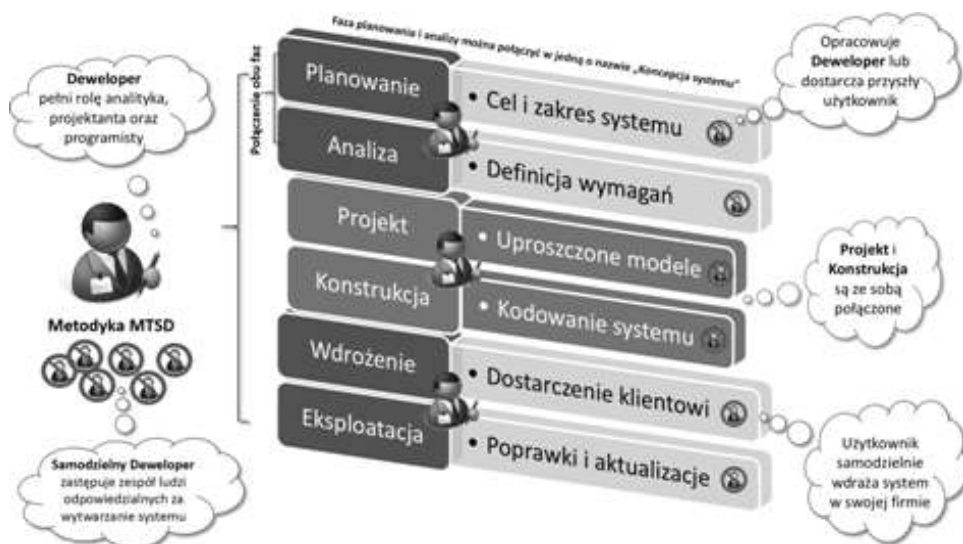 Faza planowania i analizy można połączyć w jedną o nazwie „Koncepcja systemu”
Połączenie obu faz
Deweloper
pełni rolę analityka,
projektanta oraz
programisty
Metodyka MTSD
Samodzielny Deweloper
zastępuje zespół ludzi
odpowiedzialnych za
wytwarzanie systemu
Planowanie
• Cel i zakres systemu
Analiza
• Definicja wymagań
Projekt
• Uproszczone modele
Konstrukcja
• Kodowanie systemu
Wdrożenie
• Dostarczenie klientowi
Eksploatacja
• Poprawki i aktualizacje
Opracowuje
Deweloper lub
dostarcza przyszły
użytkownik
Projekt i
Konstrukcja
są ze sobą
połączone
Użytkownik
samodzielnie
wdraża system
w swojej firmie